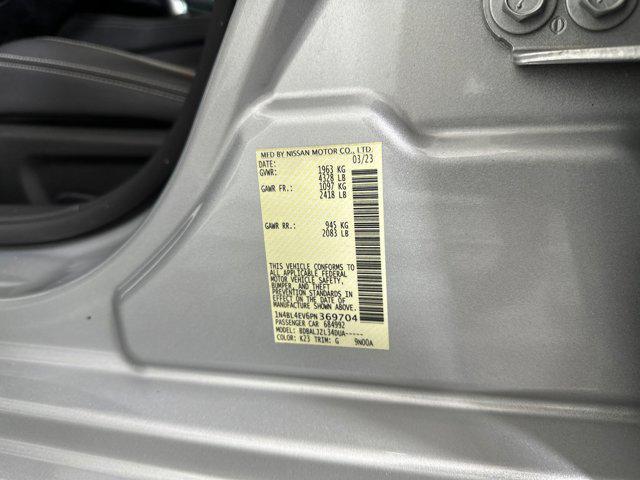 MFD BY NISSAN MOTOR CO., LTD.
DATE: 03/23
GVWR: 1963 KG
4328 LB
GAWR FR.: 1097 KG
2418 LB
GAWR RR.: 945 KG
2083 LB
THIS VEHICLE CONFORMS TO
ALL APPLICABLE FEDERAL
MOTOR VEHICLE SAFETY,
BUMPER, AND THEFT
PREVENTION STANDARDS IN
EFFECT ON THE DATE OF
MANUFACTURE SHOWN ABOVE.
1N4BL4EV6PN369704
PASSENGER CAR 684992
MODEL: BDBALJZL34DUA-----
COLOR: K23 TRIM: G 9N00A